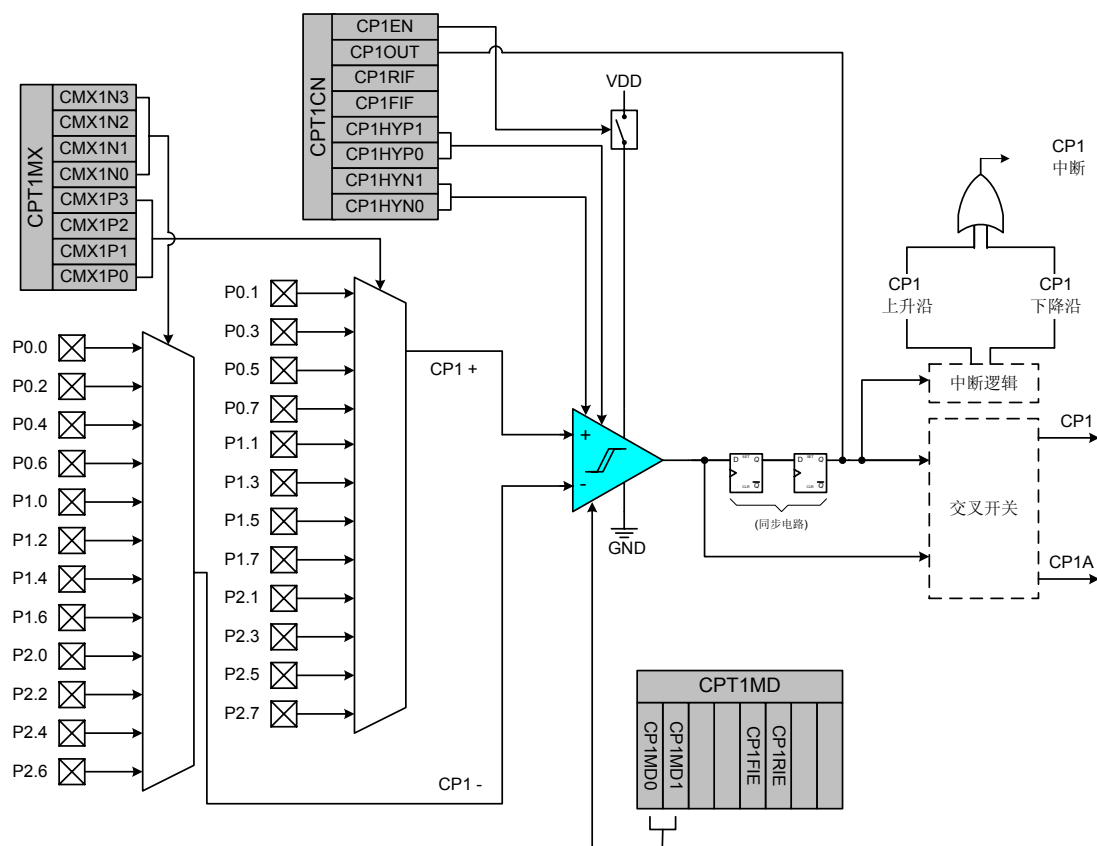 CPT1MX
CMX1N3
CMX1N2
CMX1N1
CMX1N0
CMX1P3
CMX1P2
CMX1P1
CMX1P0
CPT1CN
CP1EN
CP1OUT
CP1RIF
CP1FIF
CP1HYP1
CP1HYP0
CP1HYN1
CP1HYN0
VDD
CP1
中断
CP1
上升沿
CP1
下降沿
中断逻辑
P0.0
P0.2
P0.4
P0.6
P1.0
P1.2
P1.4
P1.6
P2.0
P2.2
P2.4
P2.6
P0.1
P0.3
P0.5
P0.7
P1.1
P1.3
P1.5
P1.7
P2.1
P2.3
P2.5
P2.7
CP1 +
CP1 -
+
-
GND
D SET Q
CLR Q
D SET Q
CLR Q
(同步电路)
交叉开关
CP1
CP1A
CPT1MD
CP1MD0
CP1MD1
CP1FIE
CP1RIE